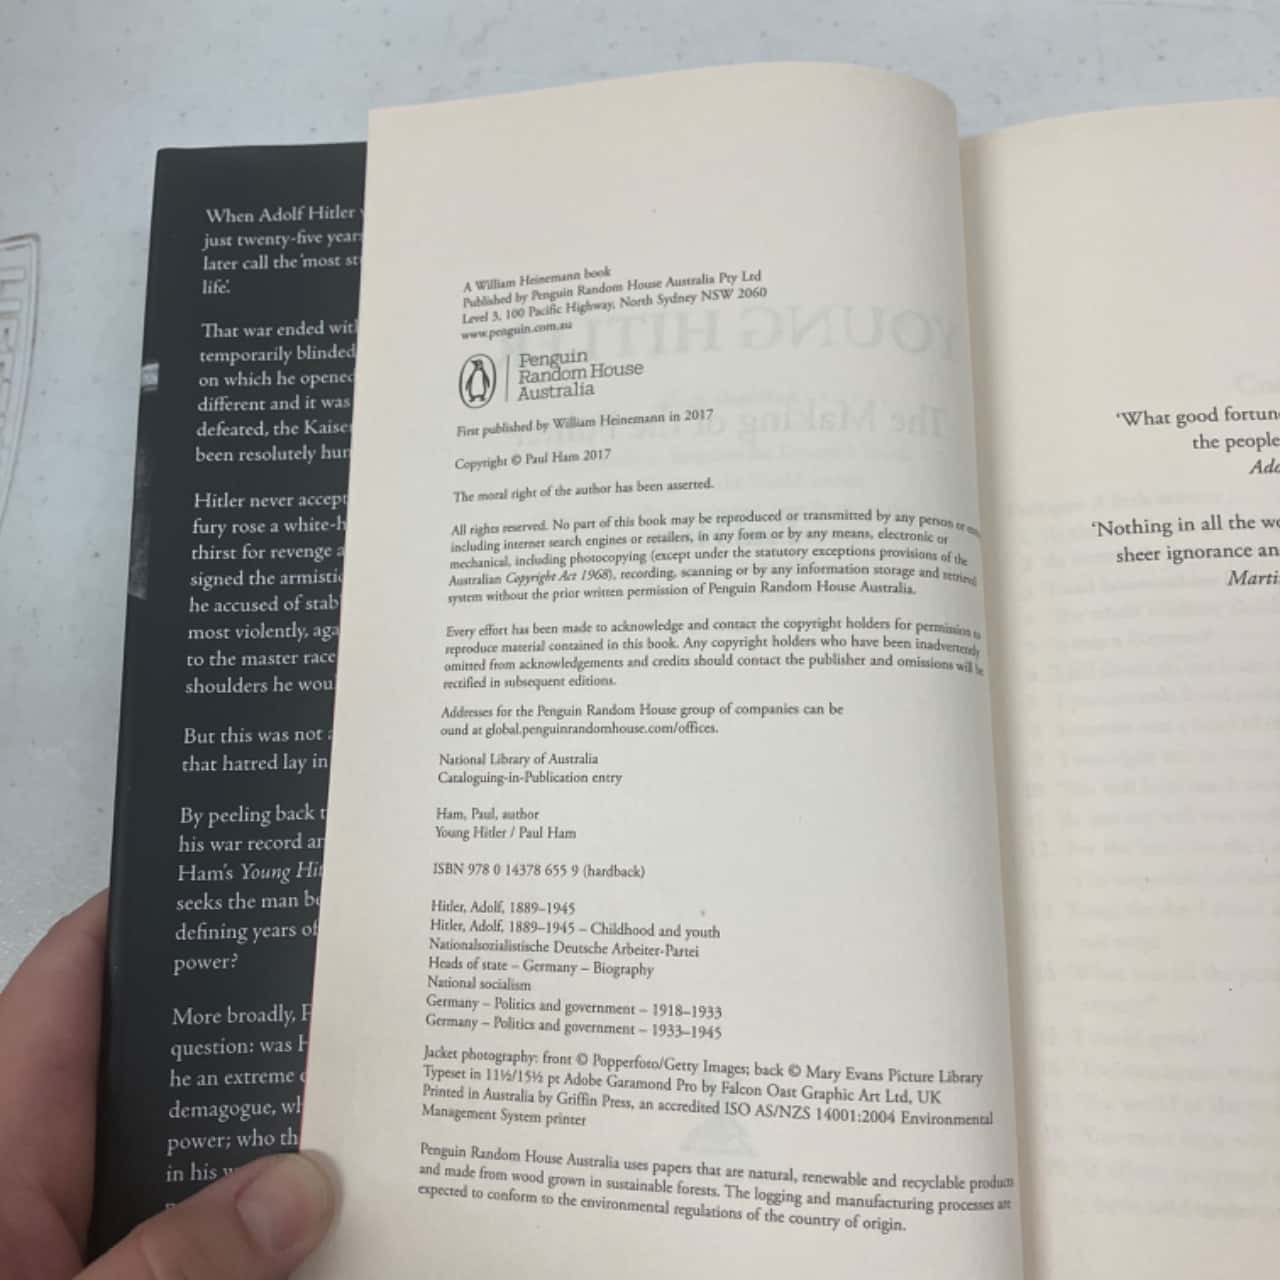 When Adolf Hitler
just twenty-five years
later call the 'most
life'.
That war ended with
temporarily blinded
on which he opened
different and it was
defeated, the Kaiser
been resolutely
Hitler never
fury rose a
thirst for revenge
signed the
he accused of
most violently,
to the master race
shoulders he
But this was not
that hatred lay in
By peeling back
his war record
Ham's Young
seeks the man
defining years of
power?
More broadly,
question: was
he an extreme
demagogue,
power; who
in his
A William Heinemann book
Published by Penguin Random House Australia Pty Ltd
Level 3, 100 Pacific Highway, North Sydney NSW 2060
www.penguin.com.au
Penguin
Random House
Australia
First published by William Heinemann in 2017
Copyright © Paul Ham 2017
The moral right of the author has been asserted.
All rights reserved. No part of this book may be reproduced or transmitted by any person or
including internet search engines or retailers, in any form or by any means, electronic or
mechanical, including photocopying (except under the statutory exceptions provisions of the
Australian Copyright Act 1968), recording, scanning or by any information storage and retrieval
system without the prior written permission of Penguin Random House Australia.
Every effort has been made to acknowledge and contact the copyright holders for permission to
reproduce material contained in this book. Any copyright holders who have been inadvertently
omitted from acknowledgements and credits should contact the publisher and omissions will be
rectified in subsequent editions.
Addresses for the Penguin Random House group of companies can be
ound at global.penguinrandomhouse.com/offices.
National Library of Australia
Cataloguing-in-Publication entry
Ham, Paul, author
Young Hitler / Paul Ham
ISBN 978 0 14378 655 9 (hardback)
Hitler, Adolf, 1889–1945
Hitler, Adolf, 1889–1945 – Childhood and youth
Nationalsozialistische Deutsche Arbeiter-Partei
Heads of state – Germany – Biography
National socialism
Germany – Politics and government – 1918–1933
Germany – Politics and government – 1933–1945
Jacket photography: front © Popperfoto/Getty Images; back © Mary Evans Picture Library
Typeset in 11½/15½ pt Adobe Garamond Pro by Falcon Oast Graphic Art Ltd, UK
Printed in Australia by Griffin Press, an accredited ISO AS/NZS 14001:2004 Environmental
Management System printer
Penguin Random House Australia uses papers that are natural, renewable and recyclable products
and made from wood grown in sustainable forests. The logging and manufacturing processes are
expected to conform to the environmental regulations of the country of origin.
'What good
the people
'Nothing in all the
sheer ignorance